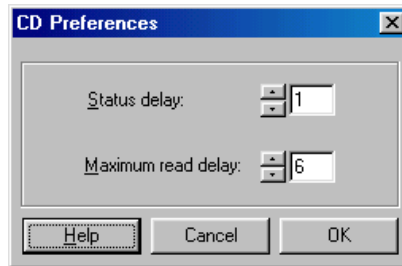 CD Preferences
Status delay: 1
Maximum read delay: 6
Help Cancel OK